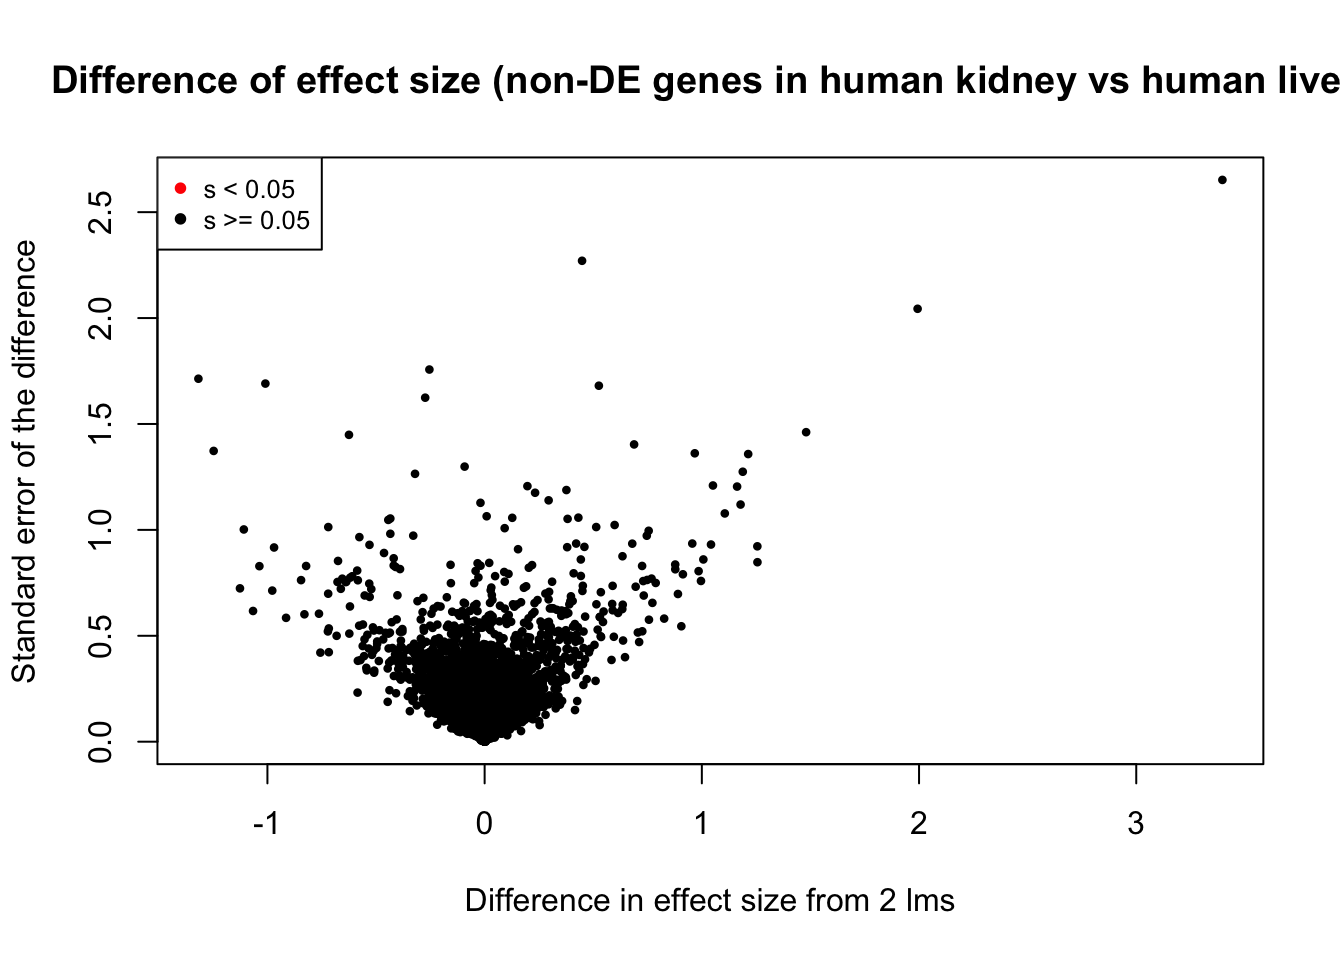 Difference of effect size (non-DE genes in human kidney vs human live
s < 0.05
s >= 0.05
Standard error of the difference
2.5
2.0
1.5
1.0
0.5
0.0
-1 0 1 2 3
Difference in effect size from 2 lms